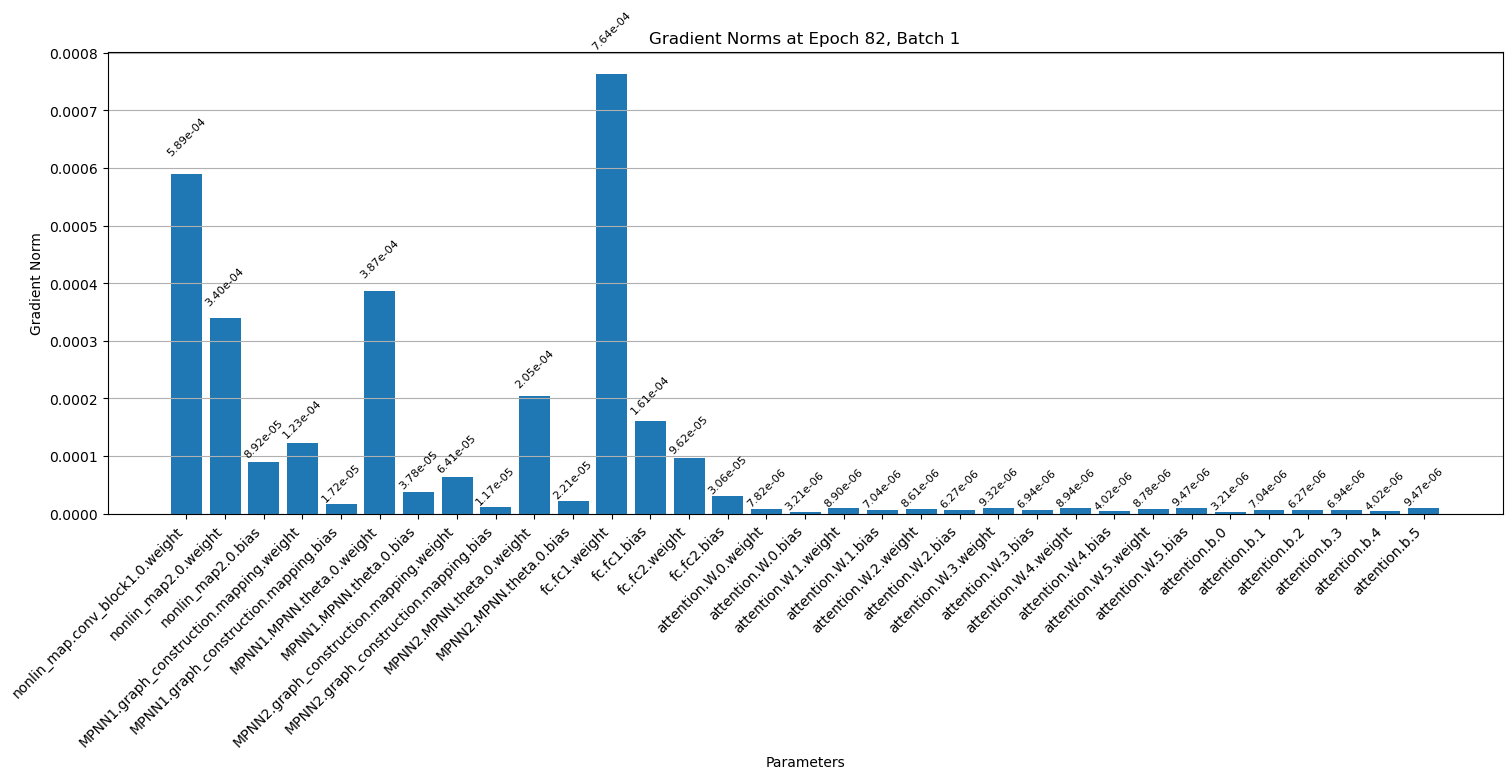 Gradient Norms at Epoch 82, Batch 1
Gradient Norm
0.0008
0.0007
0.0006
0.0005
0.0004
0.0003
0.0002
0.0001
0.0000
5.89e-04
3.40e-04
8.92e-05
1.23e-04
1.72e-05
3.87e-04
3.78e-05
6.41e-05
1.17e-05
2.05e-04
2.21e-05
7.64e-04
1.61e-04
9.62e-05
3.06e-05
7.82e-06
3.21e-06
8.90e-06
7.04e-06
8.61e-06
6.27e-06
9.32e-06
6.94e-06
8.94e-06
4.02e-06
8.78e-06
9.47e-06
3.21e-06
7.04e-06
6.27e-06
6.94e-06
4.02e-06
9.47e-06
nonlin_map.conv_block1.0.weight
nonlin_map2.0.weight
nonlin_map2.0.bias
MPNN1.graph_construction.mapping.weight
MPNN1.graph_construction.mapping.bias
MPNN1.MPNN.theta.0.weight
MPNN1.MPNN.theta.0.bias
MPNN2.graph_construction.mapping.weight
MPNN2.graph_construction.mapping.bias
MPNN2.MPNN.theta.0.weight
MPNN2.MPNN.theta.0.bias
fc.fc1.weight
fc.fc1.bias
fc.fc2.weight
fc.fc2.bias
attention.W.0.weight
attention.W.0.bias
attention.W.1.weight
attention.W.1.bias
attention.W.2.weight
attention.W.2.bias
attention.W.3.weight
attention.W.3.bias
attention.W.4.weight
attention.W.4.bias
attention.W.5.weight
attention.W.5.bias
attention.b.0
attention.b.1
attention.b.2
attention.b.3
attention.b.4
attention.b.5
Parameters